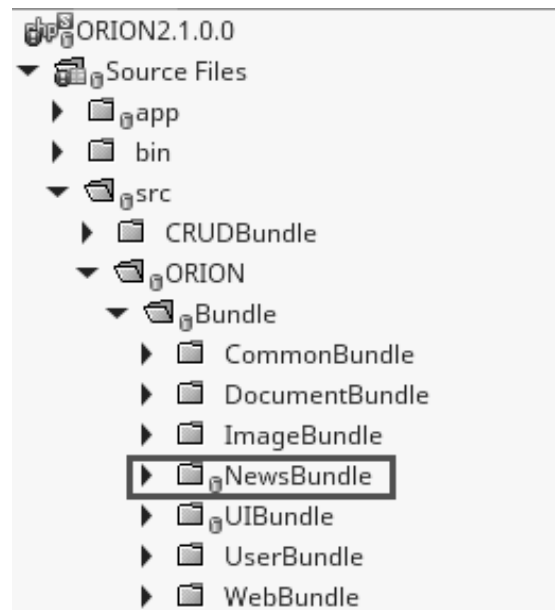 ORION2.1.0.0
Source Files
app
bin
src
CRUDBundle
ORION
Bundle
CommonBundle
DocumentBundle
ImageBundle
NewsBundle
UIBundle
UserBundle
WebBundle